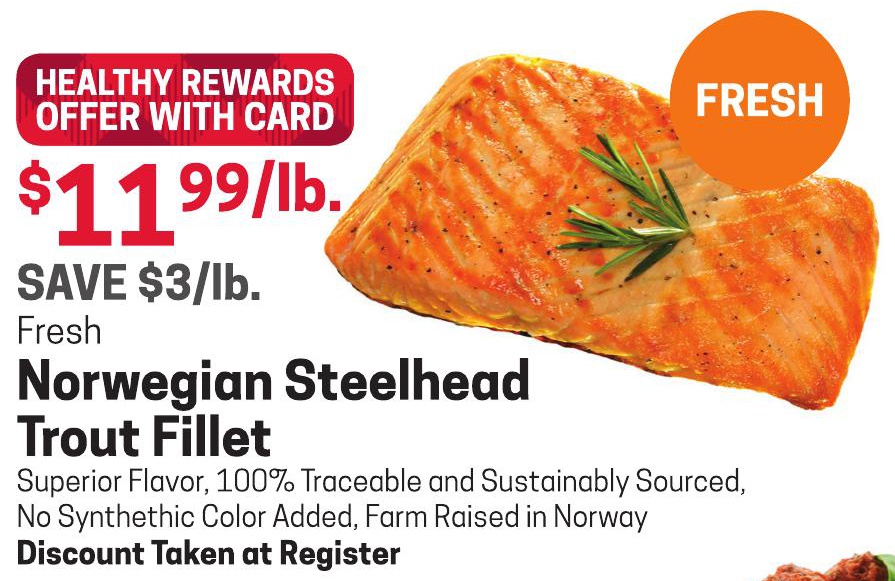 HEALTHY REWARDS
OFFER WITH CARD
FRESH
$11 99/lb.
SAVE $3/lb.
Fresh
Norwegian Steelhead
Trout Fillet
Superior Flavor, 100% Traceable and Sustainably Sourced,
No Synthethic Color Added, Farm Raised in Norway
Discount Taken at Register